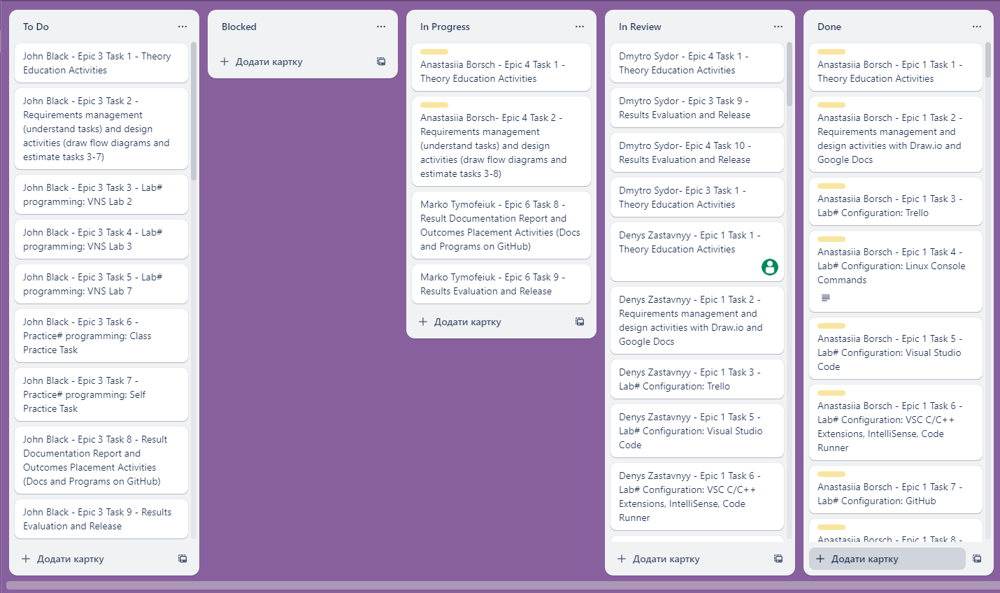 To Do
John Black - Epic 3 Task 1 - Theory
Education Activities
John Black - Epic 3 Task 2 -
Requirements management
(understand tasks) and design
activities (draw flow diagrams and
estimate tasks 3-7)
John Black - Epic 3 Task 3 - Lab#
programming: VNS Lab 2
John Black - Epic 3 Task 4 - Lab#
programming: VNS Lab 3
John Black - Epic 3 Task 5 - Lab#
programming: VNS Lab 7
John Black - Epic 3 Task 6 -
Practice# programming: Class
Practice Task
John Black - Epic 3 Task 7 -
Practice# programming: Self
Practice Task
John Black - Epic 3 Task 8 - Result
Documentation Report and
Outcomes Placement Activities
(Docs and Programs on GitHub)
John Black - Epic 3 Task 9 - Results
Evaluation and Release
Додати картку
Blocked
Додати картку
In Progress
Anastasiia Borsch - Epic 4 Task 1 -
Theory Education Activities
Anastasiia Borsch- Epic 4 Task 2 -
Requirements management
(understand tasks) and design
activities (draw flow diagrams and
estimate tasks 3-8)
Marko Tymofeiuk - Epic 6 Task 8 -
Result Documentation Report and
Outcomes Placement Activities (Docs
and Programs on GitHub)
Marko Tymofeiuk - Epic 6 Task 9 -
Results Evaluation and Release
Додати картку
In Review
Dmytro Sydor - Epic 4 Task 1 -
Theory Education Activities
Dmytro Sydor - Epic 3 Task 9 -
Results Evaluation and Release
Dmytro Sydor- Epic 4 Task 10 -
Results Evaluation and Release
Dmytro Sydor- Epic 3 Task 1 -
Theory Education Activities
Denys Zastavnyy - Epic 1 Task 1 -
Theory Education Activities
Denys Zastavnyy - Epic 1 Task 2 -
Requirements management and
design activities with Draw.io and
Google Docs
Denys Zastavnyy - Epic 1 Task 3 -
Lab# Configuration: Trello
Denys Zastavnyy - Epic 1 Task 5 -
Lab# Configuration: Visual Studio
Code
Denys Zastavnyy - Epic 1 Task 6 -
Lab# Configuration: VSC C/C++
Extensions, IntelliSense, Code
Runner
Додати картку
Done
Anastasiia Borsch - Epic 1 Task 1 -
Theory Education Activities
Anastasiia Borsch - Epic 1 Task 2 -
Requirements management and
design activities with Draw.io and
Google Docs
Anastasiia Borsch - Epic 1 Task 3 -
Lab# Configuration: Trello
Anastasiia Borsch - Epic 1 Task 4 -
Lab# Configuration: Linux Console
Commands
Anastasiia Borsch - Epic 1 Task 5 -
Lab# Configuration: Visual Studio
Code
Anastasiia Borsch - Epic 1 Task 6 -
Lab# Configuration: VSC C/C++
Extensions, IntelliSense, Code
Runner
Anastasiia Borsch - Epic 1 Task 7 -
Lab# Configuration: GitHub
Anastasiia Borsch - Epic 1 Task 8 -
Додати картку